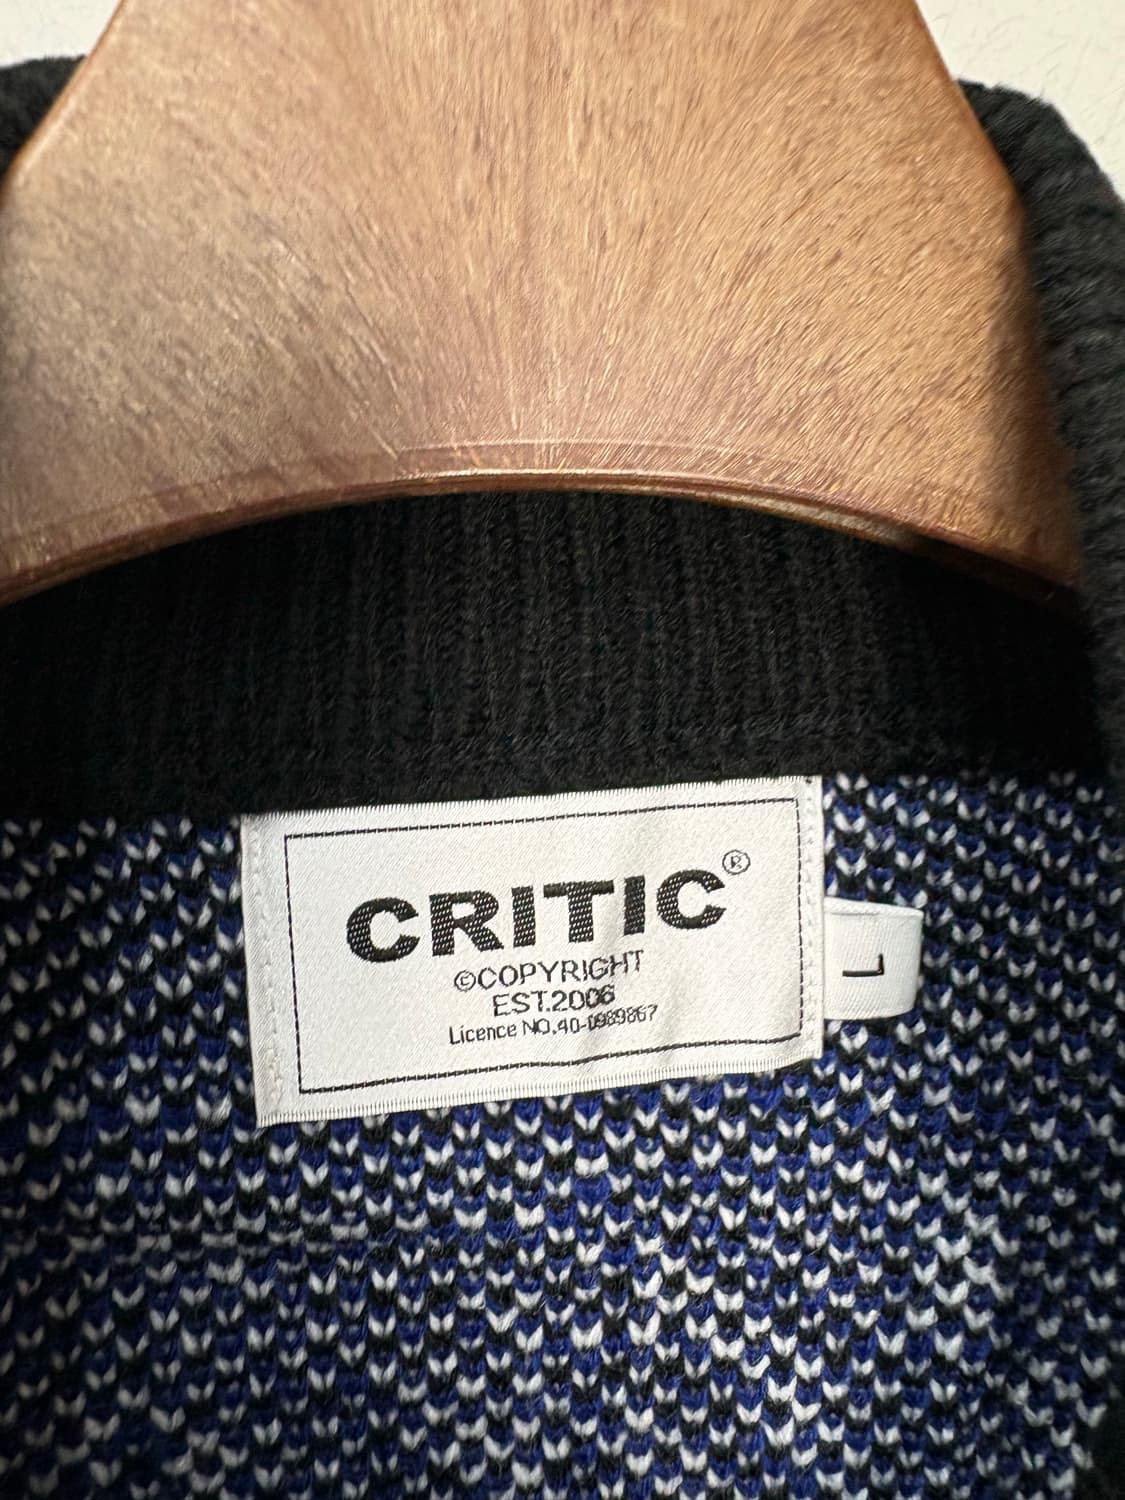 CRITIC®
©COPYRIGHT
EST.2006
Licence NO.40-0989867
L